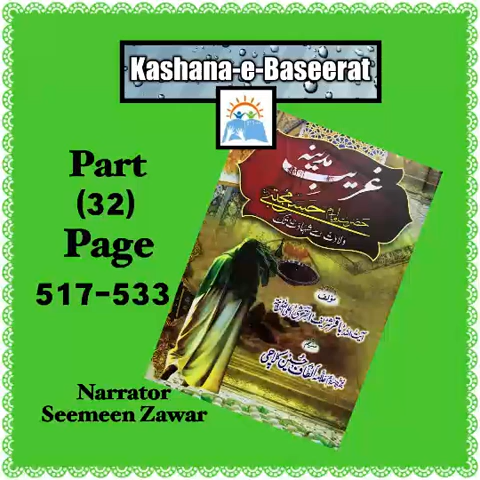 Kashana-e-Baseerat
Part
(32)
Page
517-533
Narrator
Seemeen Zawar
غریب مدینہ
حضرت امام حسن مجتبیٰ
ولادت سے شہادت تک
مؤلف